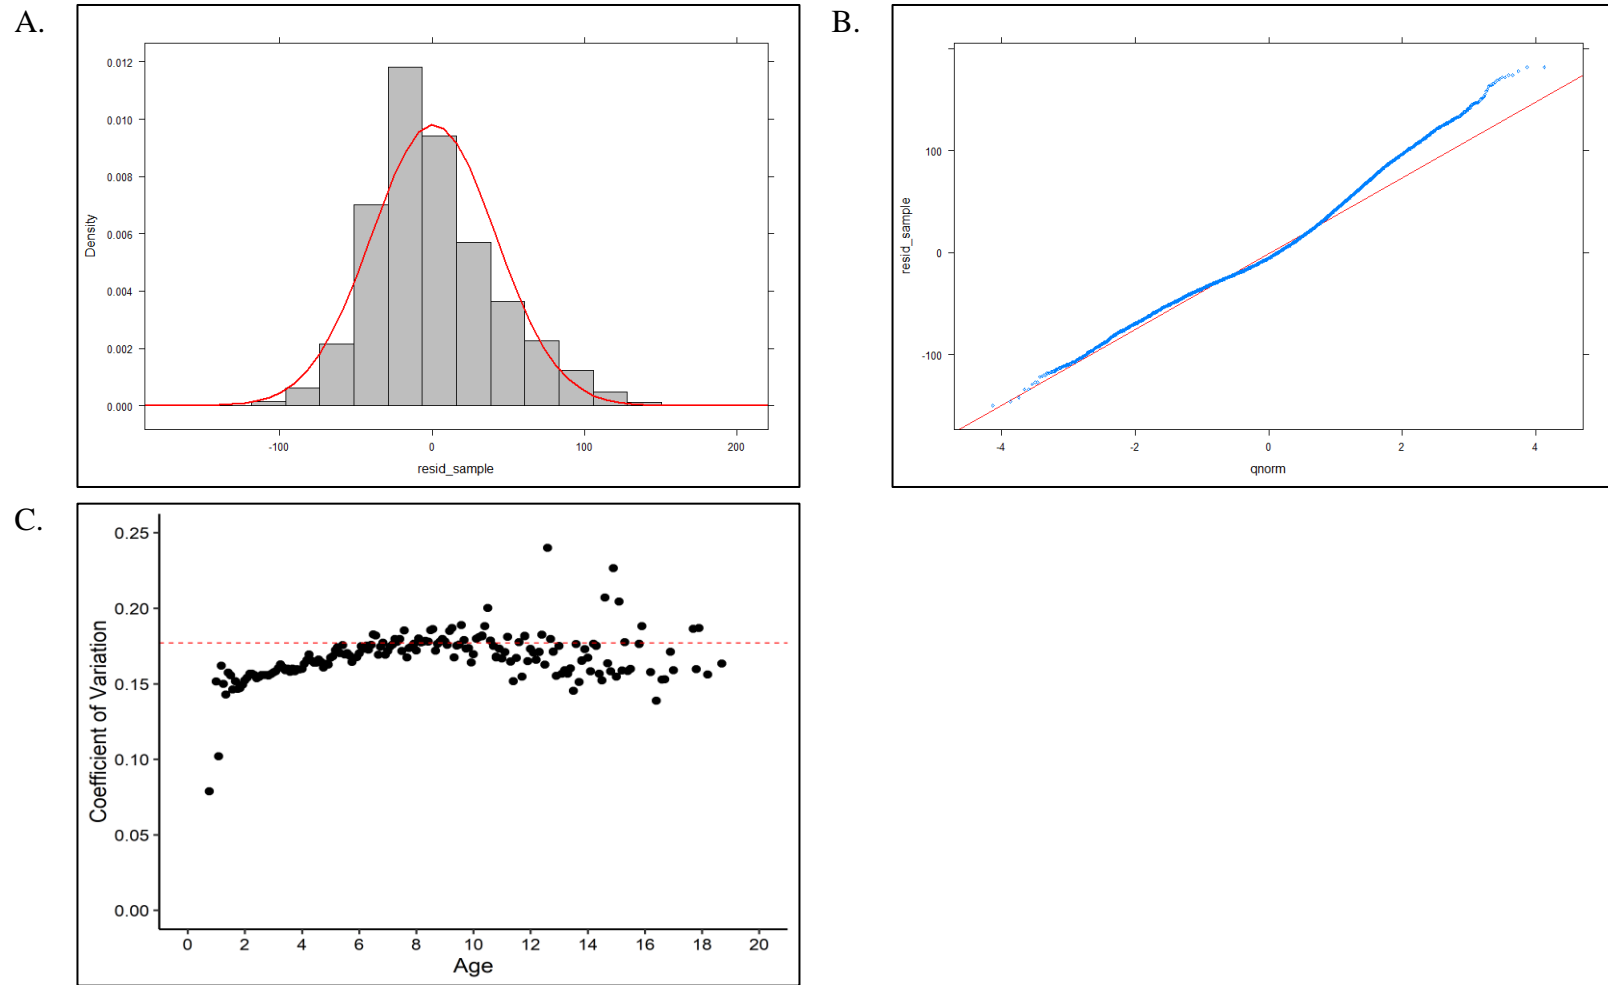 A.
0.012
0.010
0.008
0.006
0.004
0.002
0.000
Density
-100
0
100
200
resid_sample
B.
100
0
-100
resid_sample
-4
-2
0
2
4
qnorm
C.
0.25
0.20
0.15
0.10
0.05
0.00
Coefficient of Variation
0 2 4 6 8 10 12 14 16 18 20
Age